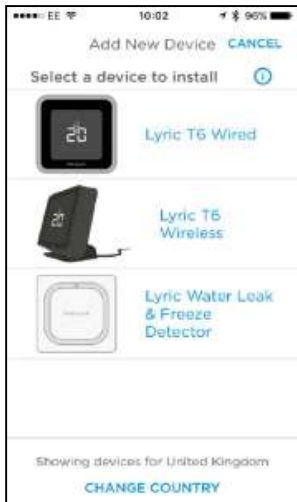 EE 10:02 96%
Add New Device CANCEL
Select a device to install
20
Lyric T6 Wired
20
Lyric T6
Wireless
Lyric Water Leak
& Freeze
Detector
Showing devices for United Kingdom
CHANGE COUNTRY